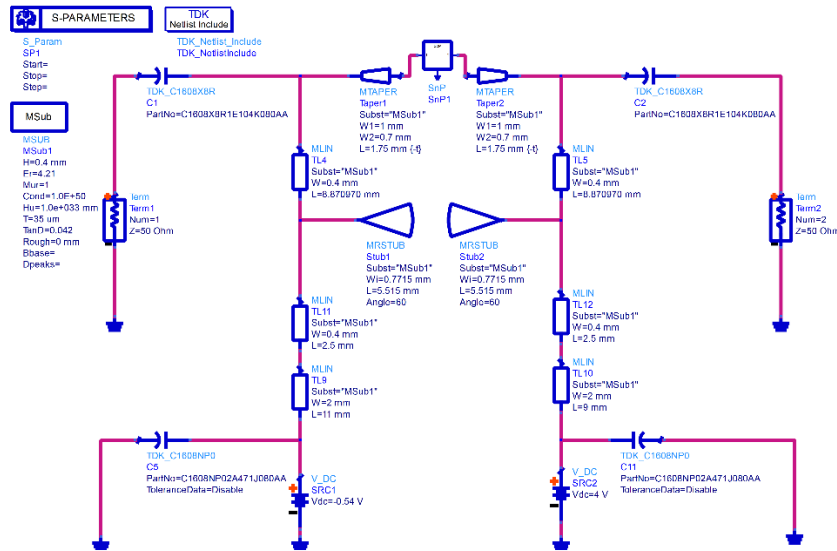 S-PARAMETERS
TDK
Netlist Include
S_Param
SP1
Start=
Stop=
Step=
TDK_Netlist_Include
TDK_NetlistInclude
MSub
MSUB
MSub1
H=0.4 mm
Er=4.21
Mur=1
Cond=1.0E+50
Hu=1.0e+033 mm
T=35 um
TanD=0.042
Rough=0 mm
Bbase=
Dpeaks=
TDK_C1608X8R
C1
PartNo=C1608X8R1E104K080AA
MTAPER
Taper1
Subst="MSub1"
W1=1 mm
W2=0.7 mm
L=1.75 mm {-t}
SnP
SnP1
MTAPER
Taper2
Subst="MSub1"
W1=1 mm
W2=0.7 mm
L=1.75 mm {-t}
TDK_C1608X8R
C2
PartNo=C1608X8R1E104K080AA
Term
Term1
Num=1
Z=50 Ohm
MLIN
TL4
Subst="MSub1"
W=0.4 mm
L=8.870970 mm
MLIN
TL5
Subst="MSub1"
W=0.4 mm
L=8.870970 mm
Term
Term2
Num=2
Z=50 Ohm
MRSTUB
Stub1
Subst="MSub1"
Wi=0.7715 mm
L=5.515 mm
Angle=60
MRSTUB
Stub2
Subst="MSub1"
Wi=0.7715 mm
L=5.515 mm
Angle=60
MLIN
TL11
Subst="MSub1"
W=0.4 mm
L=2.5 mm
MLIN
TL12
Subst="MSub1"
W=0.4 mm
L=2.5 mm
MLIN
TL9
Subst="MSub1"
W=2 mm
L=11 mm
MLIN
TL10
Subst="MSub1"
W=2 mm
L=9 mm
TDK_C1608NP0
C5
PartNo=C1608NP02A471J080AA
ToleranceData=Disable
V_DC
SRC1
Vdc=-0.54 V
V_DC
SRC2
Vdc=4 V
TDK_C1608NP0
C11
PartNo=C1608NP02A471J080AA
ToleranceData=Disable